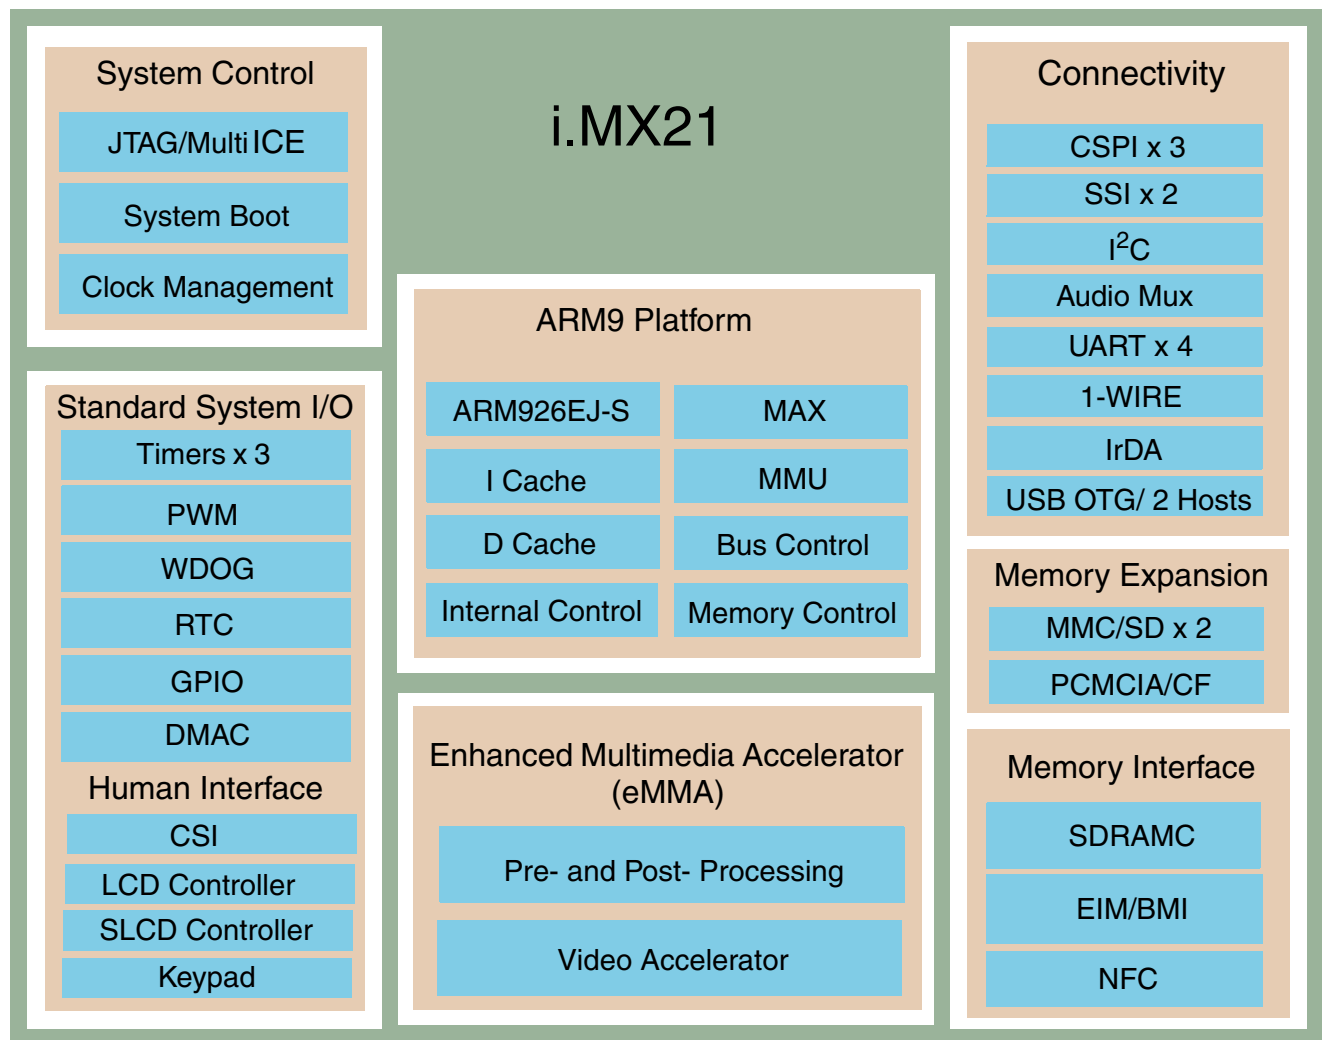 i.MX21
System Control
JTAG/Multi ICE
System Boot
Clock Management
Standard System I/O
Timers x 3
PWM
WDOG
RTC
GPIO
DMAC
Human Interface
CSI
LCD Controller
SLCD Controller
Keypad
ARM9 Platform
ARM926EJ-S
MAX
I Cache
MMU
D Cache
Bus Control
Internal Control
Memory Control
Enhanced Multimedia Accelerator
(eMMA)
Pre- and Post- Processing
Video Accelerator
Connectivity
CSPI x 3
SSI x 2
I²C
Audio Mux
UART x 4
1-WIRE
IrDA
USB OTG/ 2 Hosts
Memory Expansion
MMC/SD x 2
PCMCIA/CF
Memory Interface
SDRAMC
EIM/BMI
NFC